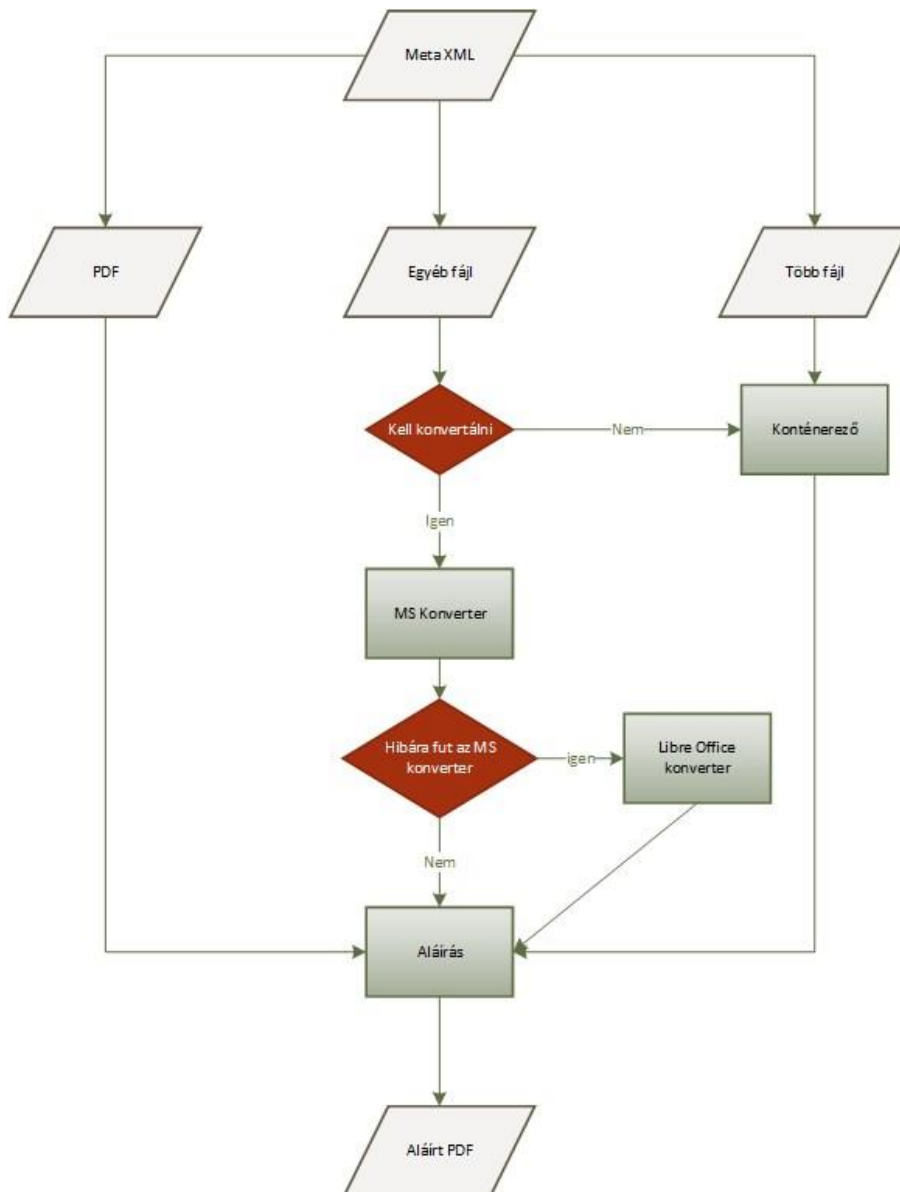 Meta XML
PDF
Egyéb fájl
Több fájl
Kell konvertálni
Nem
Konténerező
Igen
MS Konverter
Hibára fut az MS
konverter
igen
Libre Office
konverter
Nem
Aláírás
Aláírt PDF